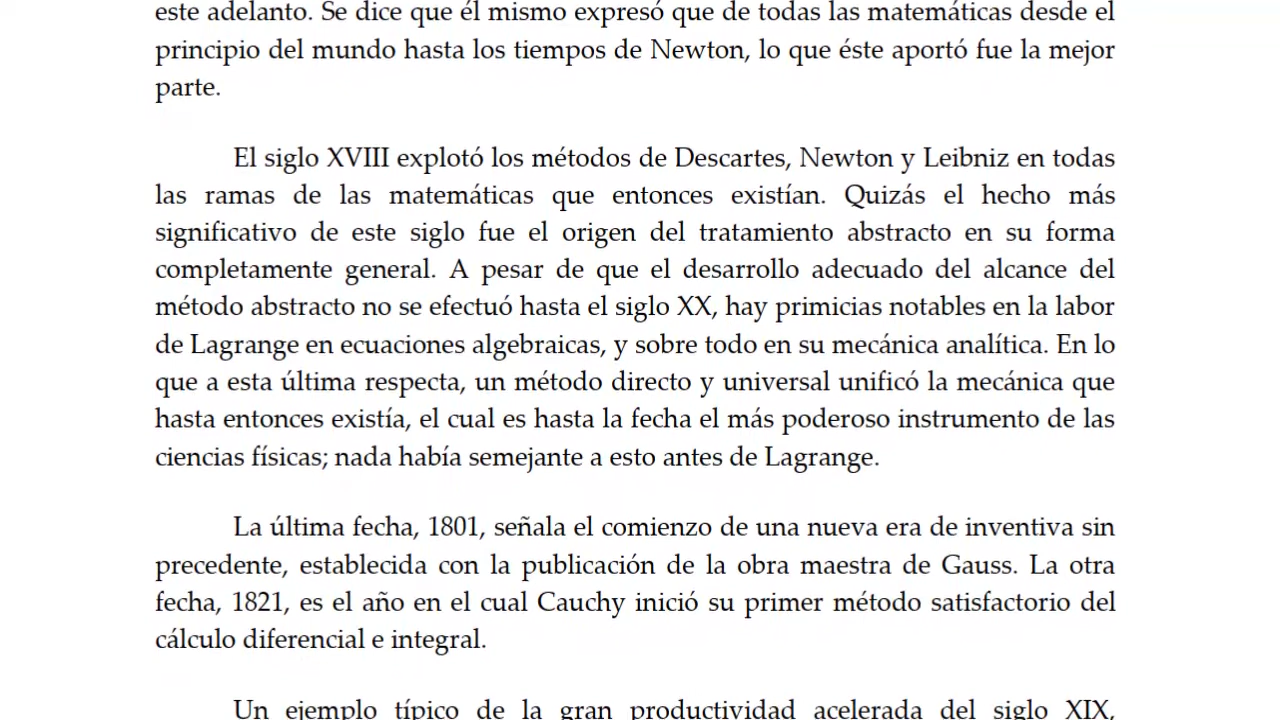 este adelanto. Se dice que él mismo expresó que de todas las matemáticas desde el
principio del mundo hasta los tiempos de Newton, lo que éste aportó fue la mejor
parte.
El siglo XVIII explotó los métodos de Descartes, Newton y Leibniz en todas
las ramas de las matemáticas que entonces existían. Quizás el hecho más
significativo de este siglo fue el origen del tratamiento abstracto en su forma
completamente general. A pesar de que el desarrollo adecuado del alcance del
método abstracto no se efectuó hasta el siglo XX, hay primicias notables en la labor
de Lagrange en ecuaciones algebraicas, y sobre todo en su mecánica analítica. En lo
que a esta última respecta, un método directo y universal unificó la mecánica que
hasta entonces existía, el cual es hasta la fecha el más poderoso instrumento de las
ciencias físicas; nada había semejante a esto antes de Lagrange.
La última fecha, 1801, señala el comienzo de una nueva era de inventiva sin
precedente, establecida con la publicación de la obra maestra de Gauss. La otra
fecha, 1821, es el año en el cual Cauchy inició su primer método satisfactorio del
cálculo diferencial e integral.
Un ejemplo típico de la gran productividad acelerada del siglo XIX,